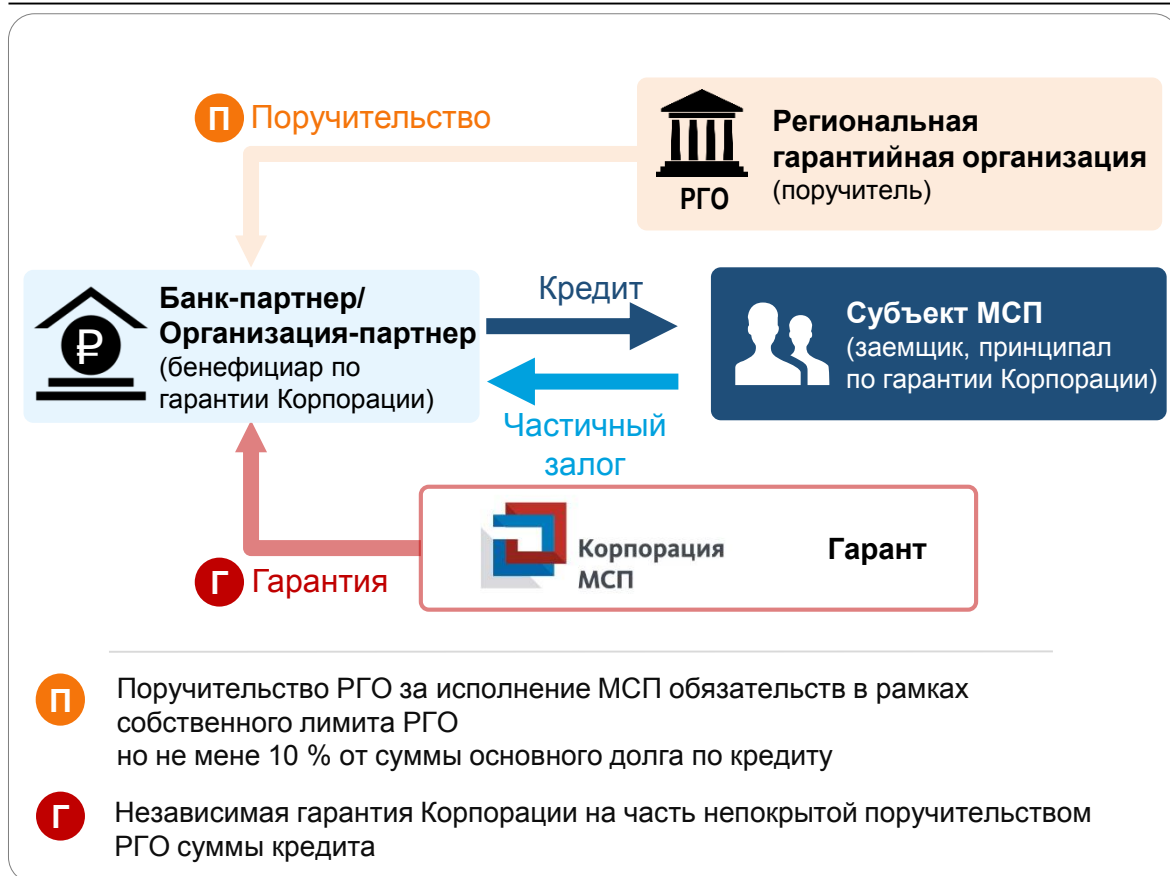 П Поручительство
Региональная
гарантийная организация
(поручитель)
РГО
Банк-партнер/
Организация-партнер
(бенефициар по
гарантии Корпорации)
₽
Кредит
Частичный
залог
Субъект МСП
(заемщик, принципал
по гарантии Корпорации)
Корпорация
МСП
Гарант
Г Гарантия
П
Поручительство РГО за исполнение МСП обязательств в рамках
собственного лимита РГО
но не мене 10 % от суммы основного долга по кредиту
Г
Независимая гарантия Корпорации на часть непокрытой поручительством
РГО суммы кредита